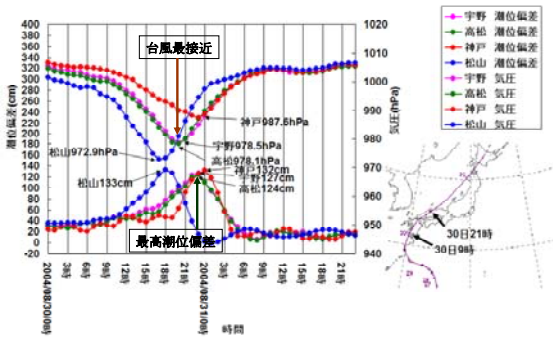 台風最接近
400
380
360
340
320
300
280
260
240
220
200
180
160
140
120
100
80
60
40
20
0
-20
潮位偏差(cm)
1020
1010
1000
990
980
970
960
950
940
気圧(hPa)
神戸987.6hPa
宇野978.5hPa
高松978.1hPa
松山972.9hPa
神戸132cm
宇野127cm
高松124cm
松山133cm
最高潮位偏差
2004/08/30/0時
3時
6時
9時
12時
15時
18時
21時
2004/08/31/0時
3時
6時
9時
12時
15時
18時
21時
時間
宇野 潮位偏差
高松 潮位偏差
神戸 潮位偏差
松山 潮位偏差
宇野 気圧
高松 気圧
神戸 気圧
松山 気圧
30日21時
30日9時